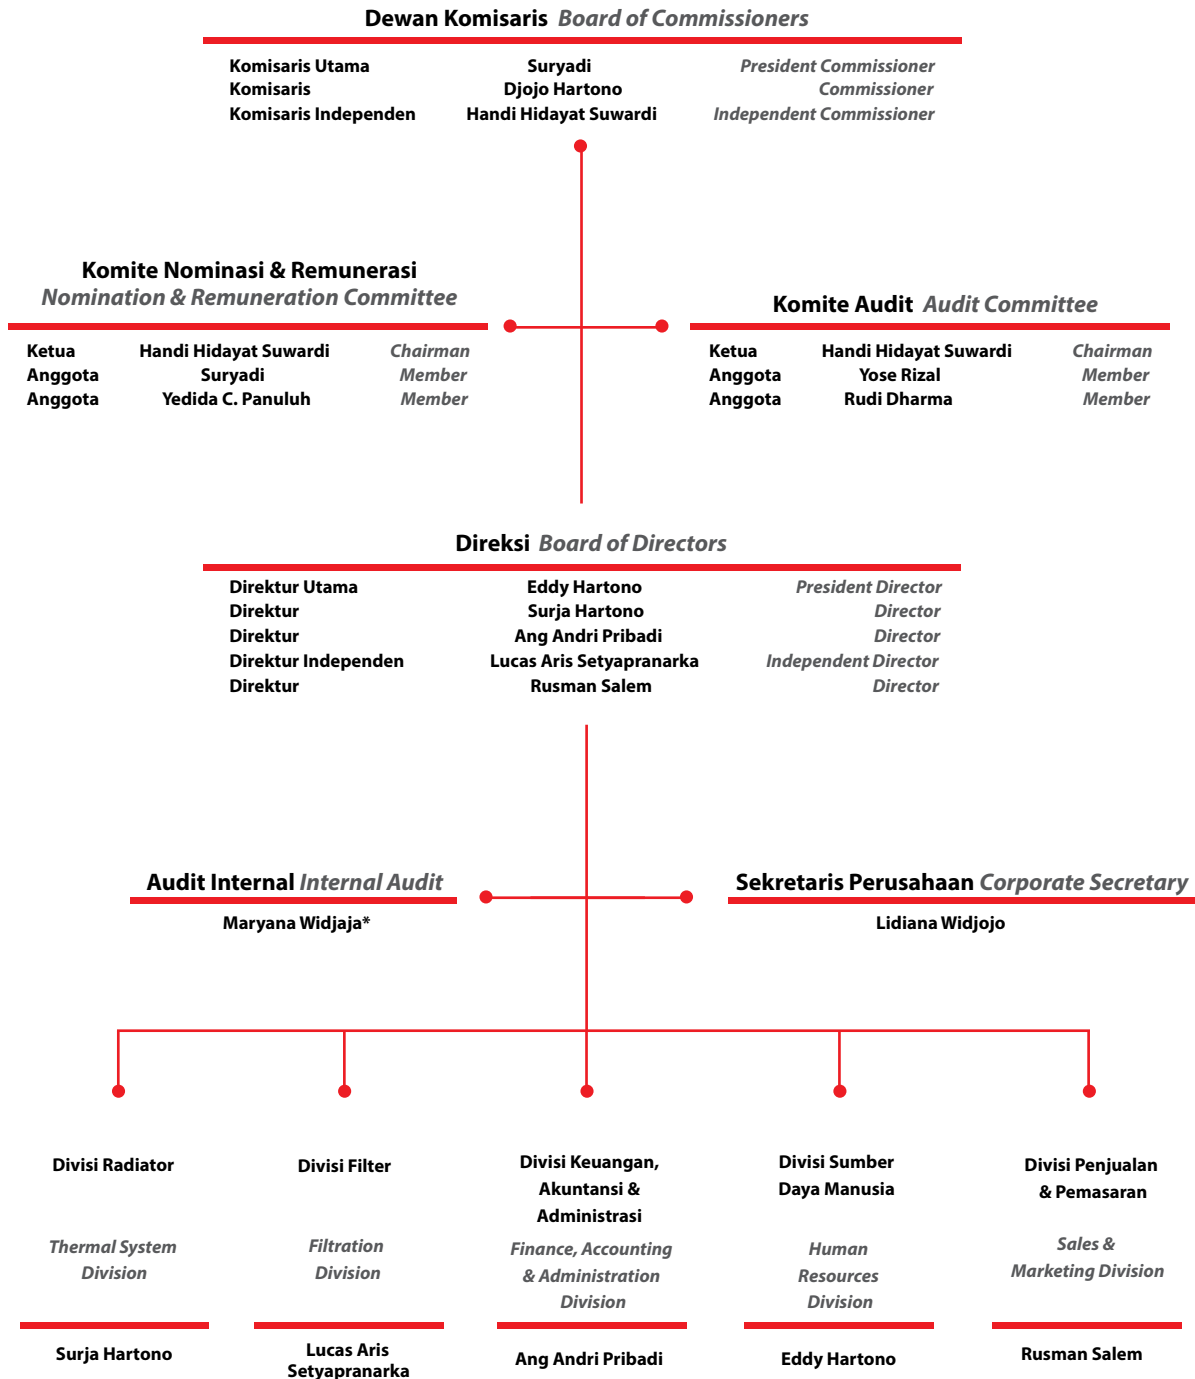 Dewan Komisaris Board of Commissioners
Komisaris Utama Suryadi President Commissioner
Komisaris Djojo Hartono Commissioner
Komisaris Independen Handi Hidayat Suwardi Independent Commissioner
Komite Nominasi & Remunerasi
Nomination & Remuneration Committee
Ketua Handi Hidayat Suwardi Chairman
Anggota Suryadi Member
Anggota Yedida C. Panuluh Member
Komite Audit Audit Committee
Ketua Handi Hidayat Suwardi Chairman
Anggota Yose Rizal Member
Anggota Rudi Dharma Member
Direksi Board of Directors
Direktur Utama Eddy Hartono President Director
Direktur Surja Hartono Director
Direktur Ang Andri Pribadi Director
Direktur Independen Lucas Aris Setyapranarka Independent Director
Direktur Rusman Salem Director
Audit Internal Internal Audit
Maryana Widjaja*
Sekretaris Perusahaan Corporate Secretary
Lidiana Widjojo
Divisi Radiator
Thermal System
Division
Surja Hartono
Divisi Filter
Filtration
Division
Lucas Aris
Setyapranarka
Divisi Keuangan,
Akuntansi &
Administrasi
Finance, Accounting
& Administration
Division
Ang Andri Pribadi
Divisi Sumber
Daya Manusia
Human
Resources
Division
Eddy Hartono
Divisi Penjualan
& Pemasaran
Sales &
Marketing Division
Rusman Salem